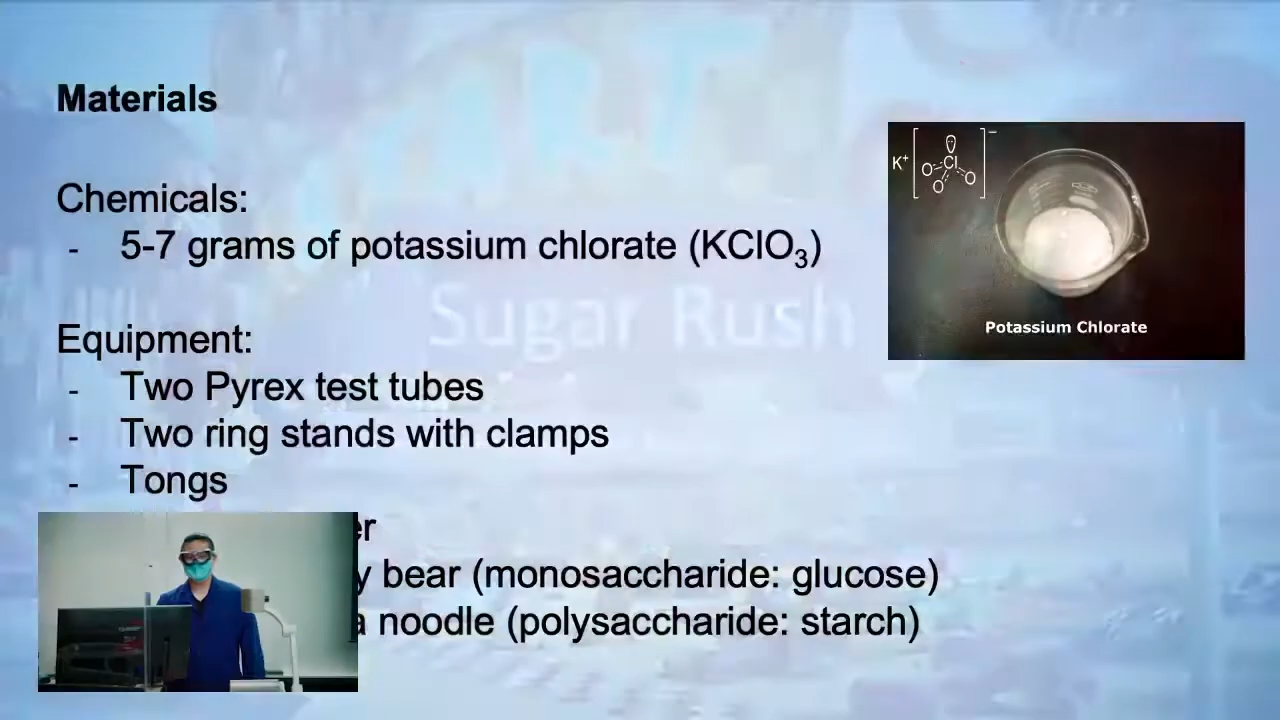 Materials
Chemicals:
- 5-7 grams of potassium chlorate (KClO₃)
Equipment:
- Two Pyrex test tubes
- Two ring stands with clamps
- Tongs
er
y bear (monosaccharide: glucose)
a noodle (polysaccharide: starch)
Sugar Rush
K⁺ [O Cl O O]⁻
Potassium Chlorate